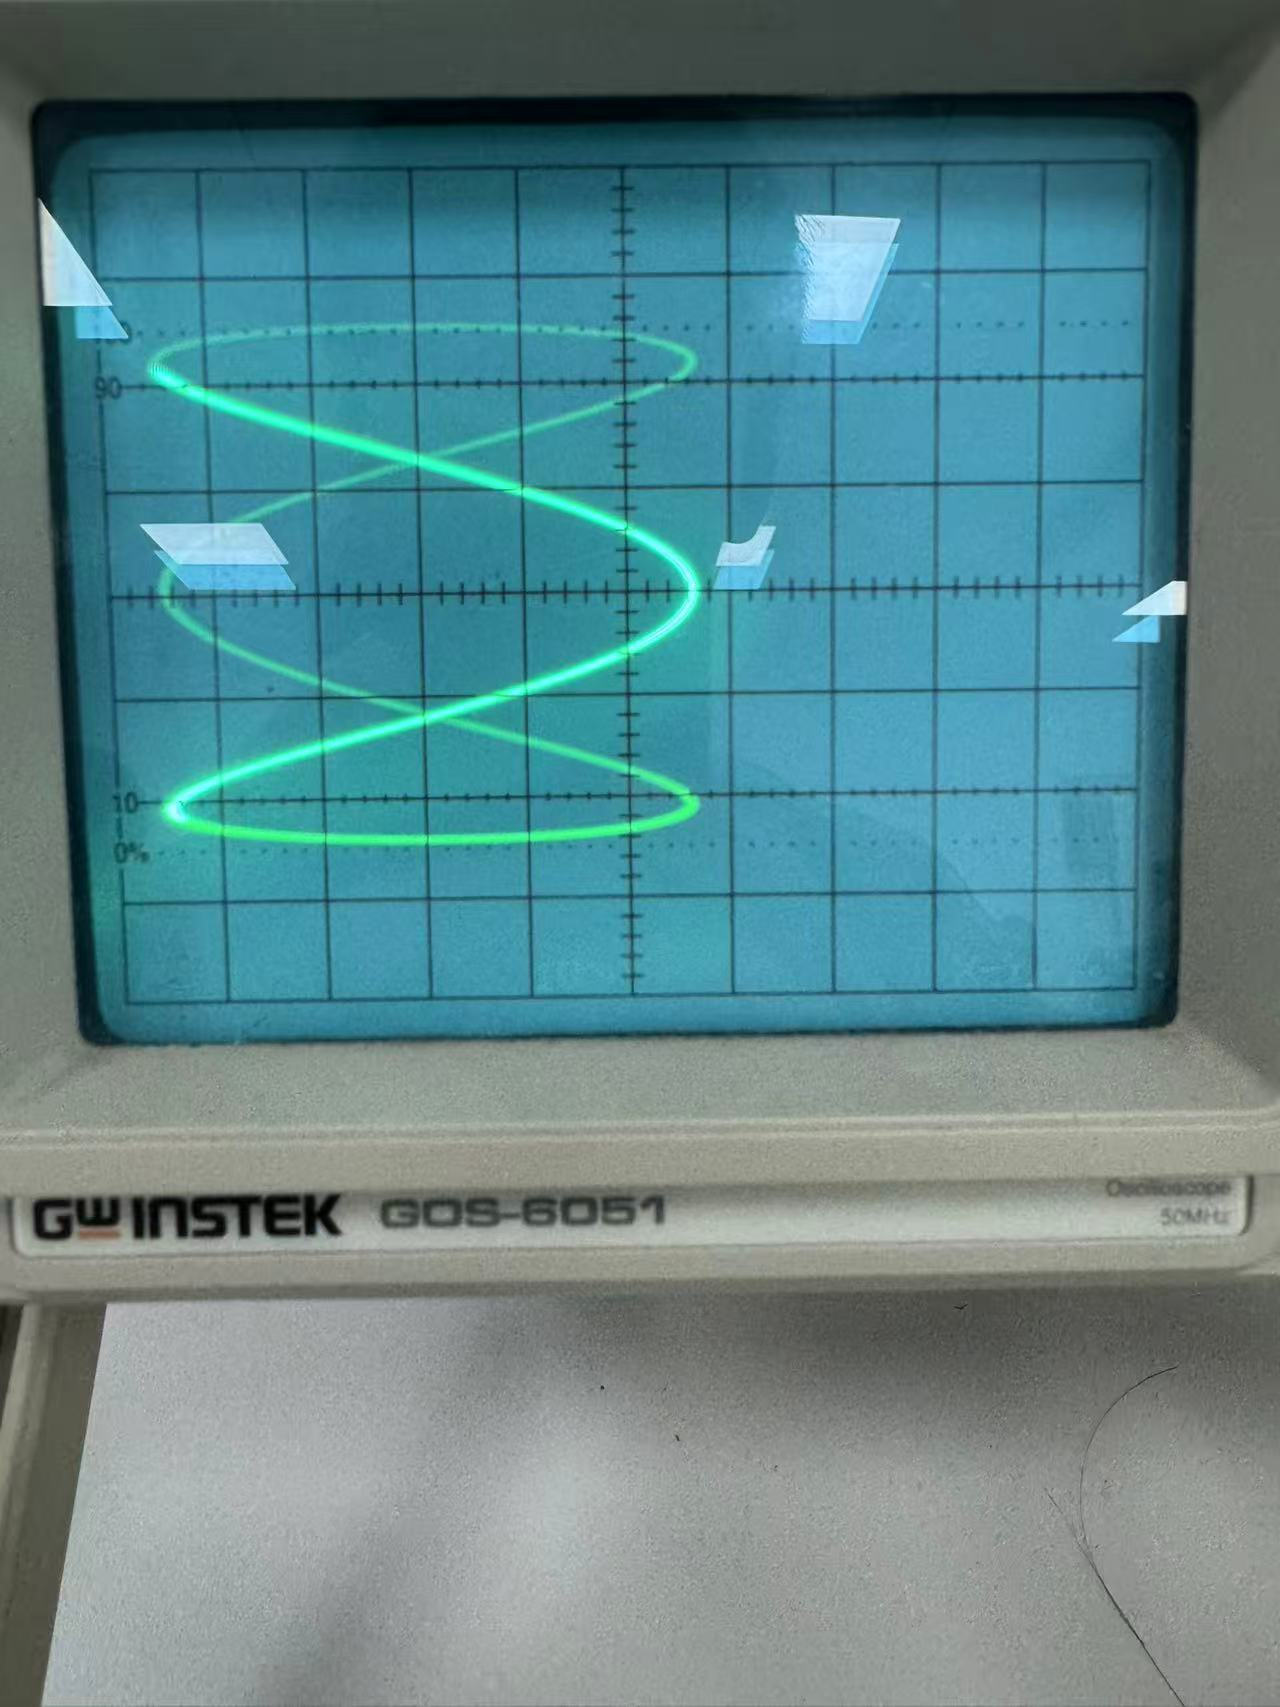 90
10
0%
GW INSTEK GOS-6051
Oscilloscope
50MHz